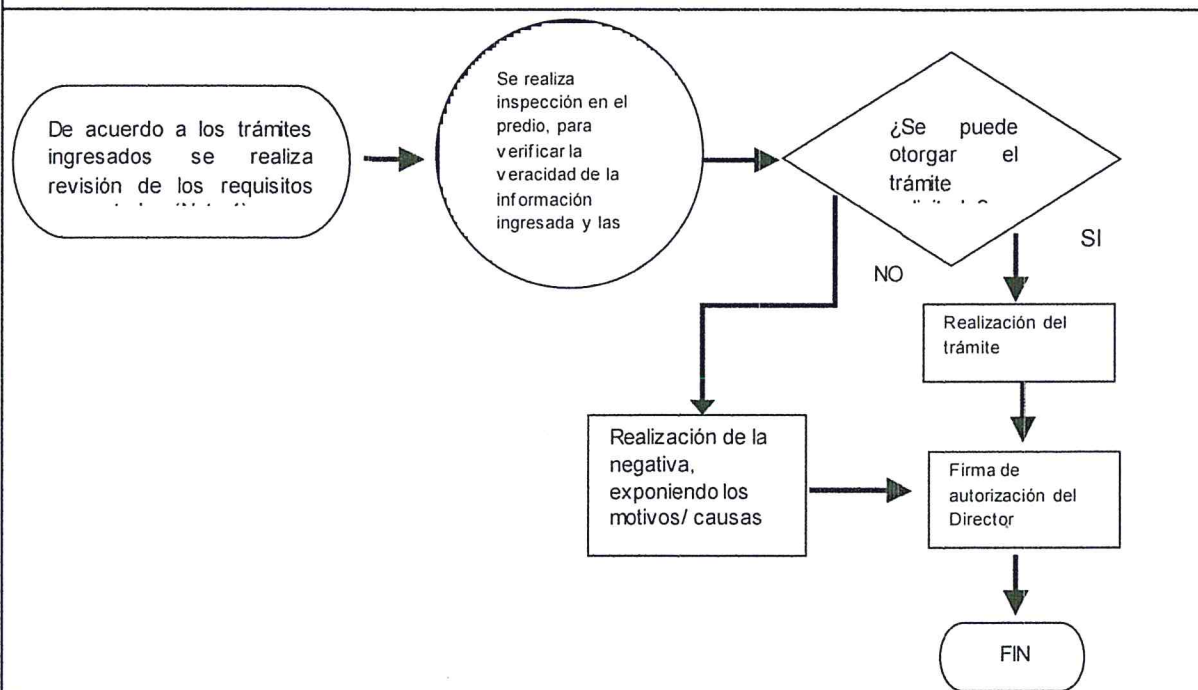 De acuerdo a los trámites
ingresados se realiza
revisión de los requisitos
Se realiza
inspección en el
predio, para
verificar la
veracidad de la
información
ingresada y las
¿Se puede
otorgar el
trámite
SI
NO
Realización del
trámite
Realización de la
negativa,
exponiendo los
motivos/ causas
Firma de
autorización del
Director
FIN